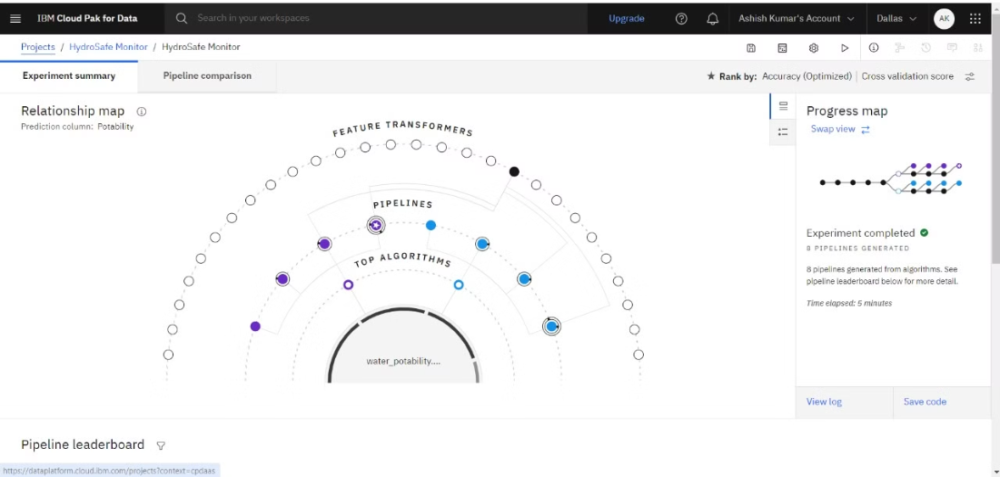 IBM Cloud Pak for Data
Search in your workspaces
Upgrade
Ashish Kumar's Account
Dallas
AK
Projects / HydroSafe Monitor / HydroSafe Monitor
Experiment summary
Pipeline comparison
Rank by: Accuracy (Optimized) | Cross validation score
Relationship map
Prediction column: Potability
FEATURE TRANSFORMERS
PIPELINES
TOP ALGORITHMS
water_potability....
Progress map
Swap view
Experiment completed
8 PIPELINES GENERATED
8 pipelines generated from algorithms. See
pipeline leaderboard below for more detail.
Time elapsed: 5 minutes
View log
Save code
Pipeline leaderboard
https://dataplatform.cloud.ibm.com/projects?context=cpdaas